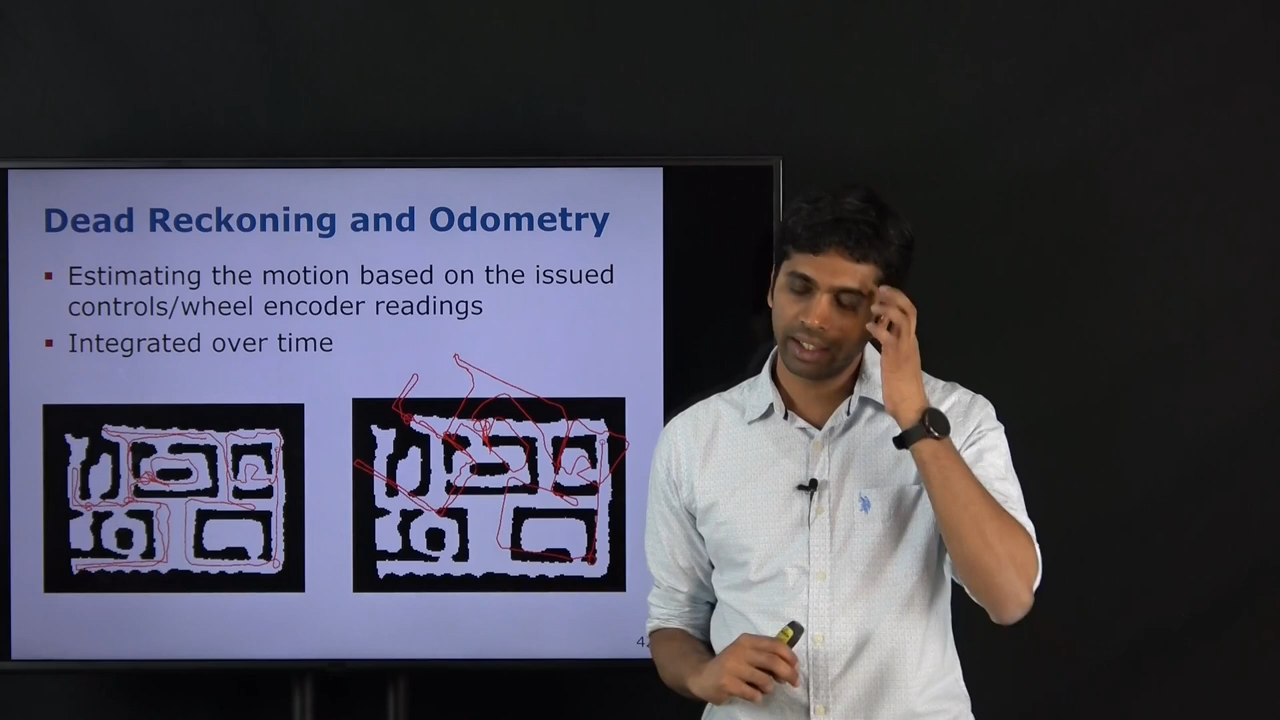 Dead Reckoning and Odometry
Estimating the motion based on the issued
controls/wheel encoder readings
Integrated over time